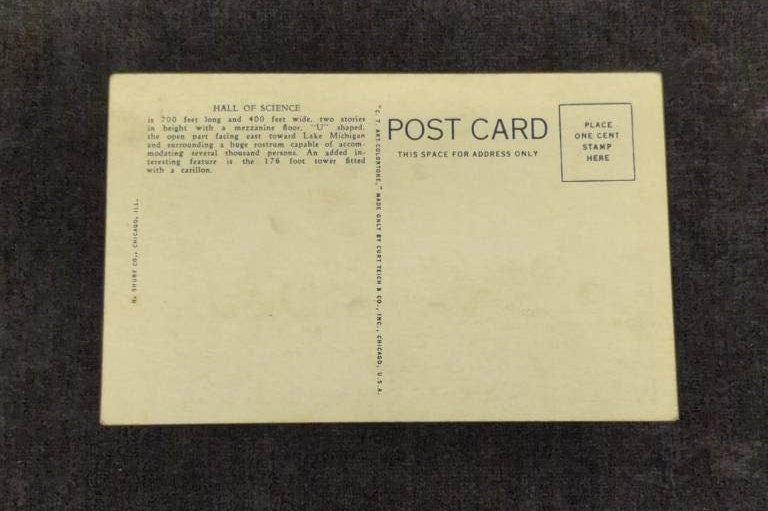 HALL OF SCIENCE
is 700 feet long and 400 feet wide, two stories
in height with a mezzanine floor, "U" shaped,
the open part facing east toward Lake Michigan
and surrounding a huge rostrum capable of accom-
modating several thousand persons. An added in-
teresting feature is the 176 foot tower fitted
with a carillon.
SHURE CO., CHICAGO, ILL.
"C. T. ART-COLORTONE," MADE ONLY BY CURT TEICH & CO., INC., CHICAGO, U.S.A.
POST CARD
THIS SPACE FOR ADDRESS ONLY
PLACE
ONE CENT
STAMP
HERE